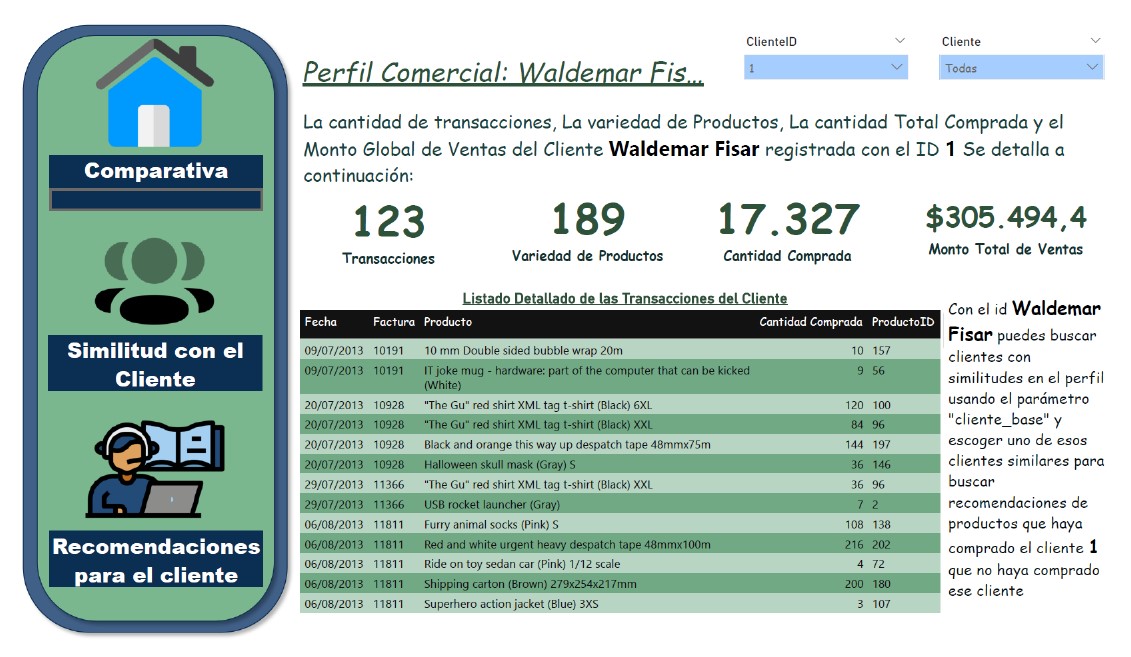 Comparativa
Similitud con el
Cliente
Recomendaciones
para el cliente
Perfil Comercial: Waldemar Fis...
ClienteID
1
Cliente
Todas
La cantidad de transacciones, La variedad de Productos, La cantidad Total Comprada y el
Monto Global de Ventas del Cliente Waldemar Fisar registrada con el ID 1 Se detalla a
continuación:
123
Transacciones
189
Variedad de Productos
17.327
Cantidad Comprada
$305.494,4
Monto Total de Ventas
Listado Detallado de las Transacciones del Cliente
Fecha Factura Producto Cantidad Comprada ProductoID
09/07/2013 10191 10 mm Double sided bubble wrap 20m 10 157
09/07/2013 10191 IT joke mug - hardware: part of the computer that can be kicked 9 56
(White)
20/07/2013 10928 "The Gu" red shirt XML tag t-shirt (Black) 6XL 120 100
20/07/2013 10928 "The Gu" red shirt XML tag t-shirt (Black) XXL 84 96
20/07/2013 10928 Black and orange this way up despatch tape 48mmx75m 144 197
20/07/2013 10928 Halloween skull mask (Gray) S 36 146
29/07/2013 11366 "The Gu" red shirt XML tag t-shirt (Black) XXL 36 96
29/07/2013 11366 USB rocket launcher (Gray) 7 2
06/08/2013 11811 Furry animal socks (Pink) S 108 138
06/08/2013 11811 Red and white urgent heavy despatch tape 48mmx100m 216 202
06/08/2013 11811 Ride on toy sedan car (Pink) 1/12 scale 4 72
06/08/2013 11811 Shipping carton (Brown) 279x254x217mm 200 180
06/08/2013 11811 Superhero action jacket (Blue) 3XS 3 107
Con el id Waldemar
Fisar puedes buscar
clientes con
similitudes en el perfil
usando el parámetro
"cliente_base" y
escoger uno de esos
clientes similares para
buscar
recomendaciones de
productos que haya
comprado el cliente 1
que no haya comprado
ese cliente